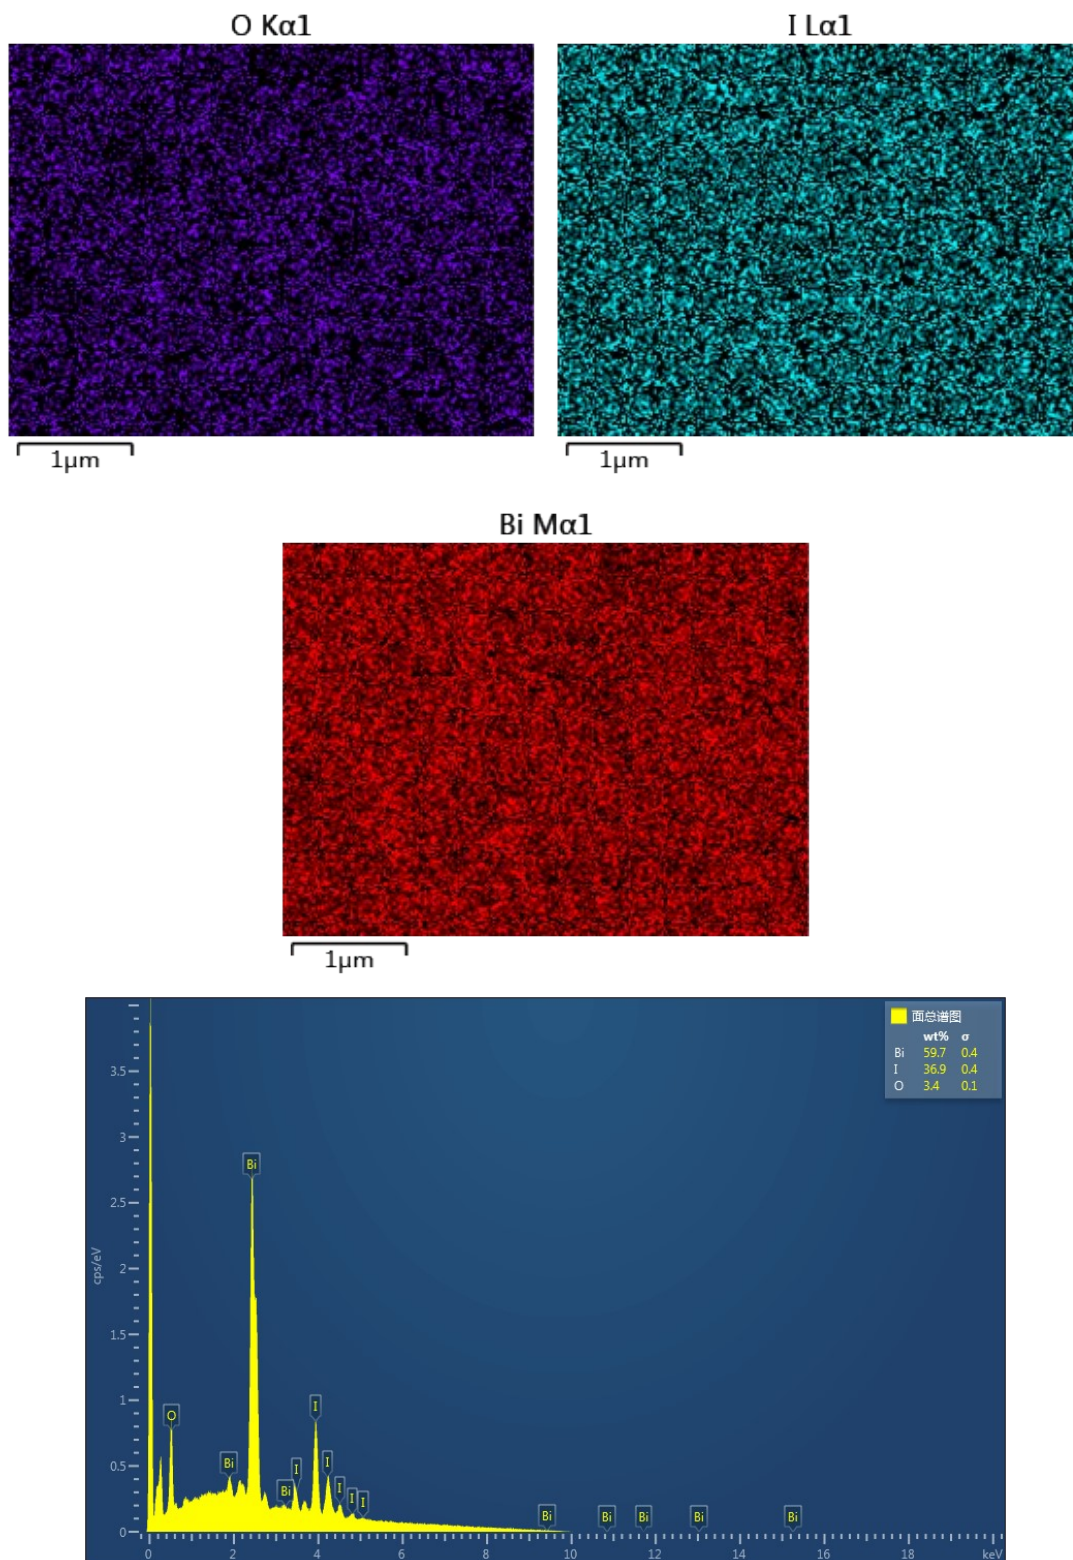 O Kα1
I Lα1
1μm
1μm
Bi Mα1
1μm
面总谱图
wt% σ
Bi 59.7 0.4
I 36.9 0.4
O 3.4 0.1
3.5
3
2.5
2
1.5
1
0.5
0
cps/eV
O
Bi
Bi
Bi
I
I
I
I
I
I
Bi
Bi
Bi
Bi
Bi
0 2 4 6 8 10 12 14 16 18 keV